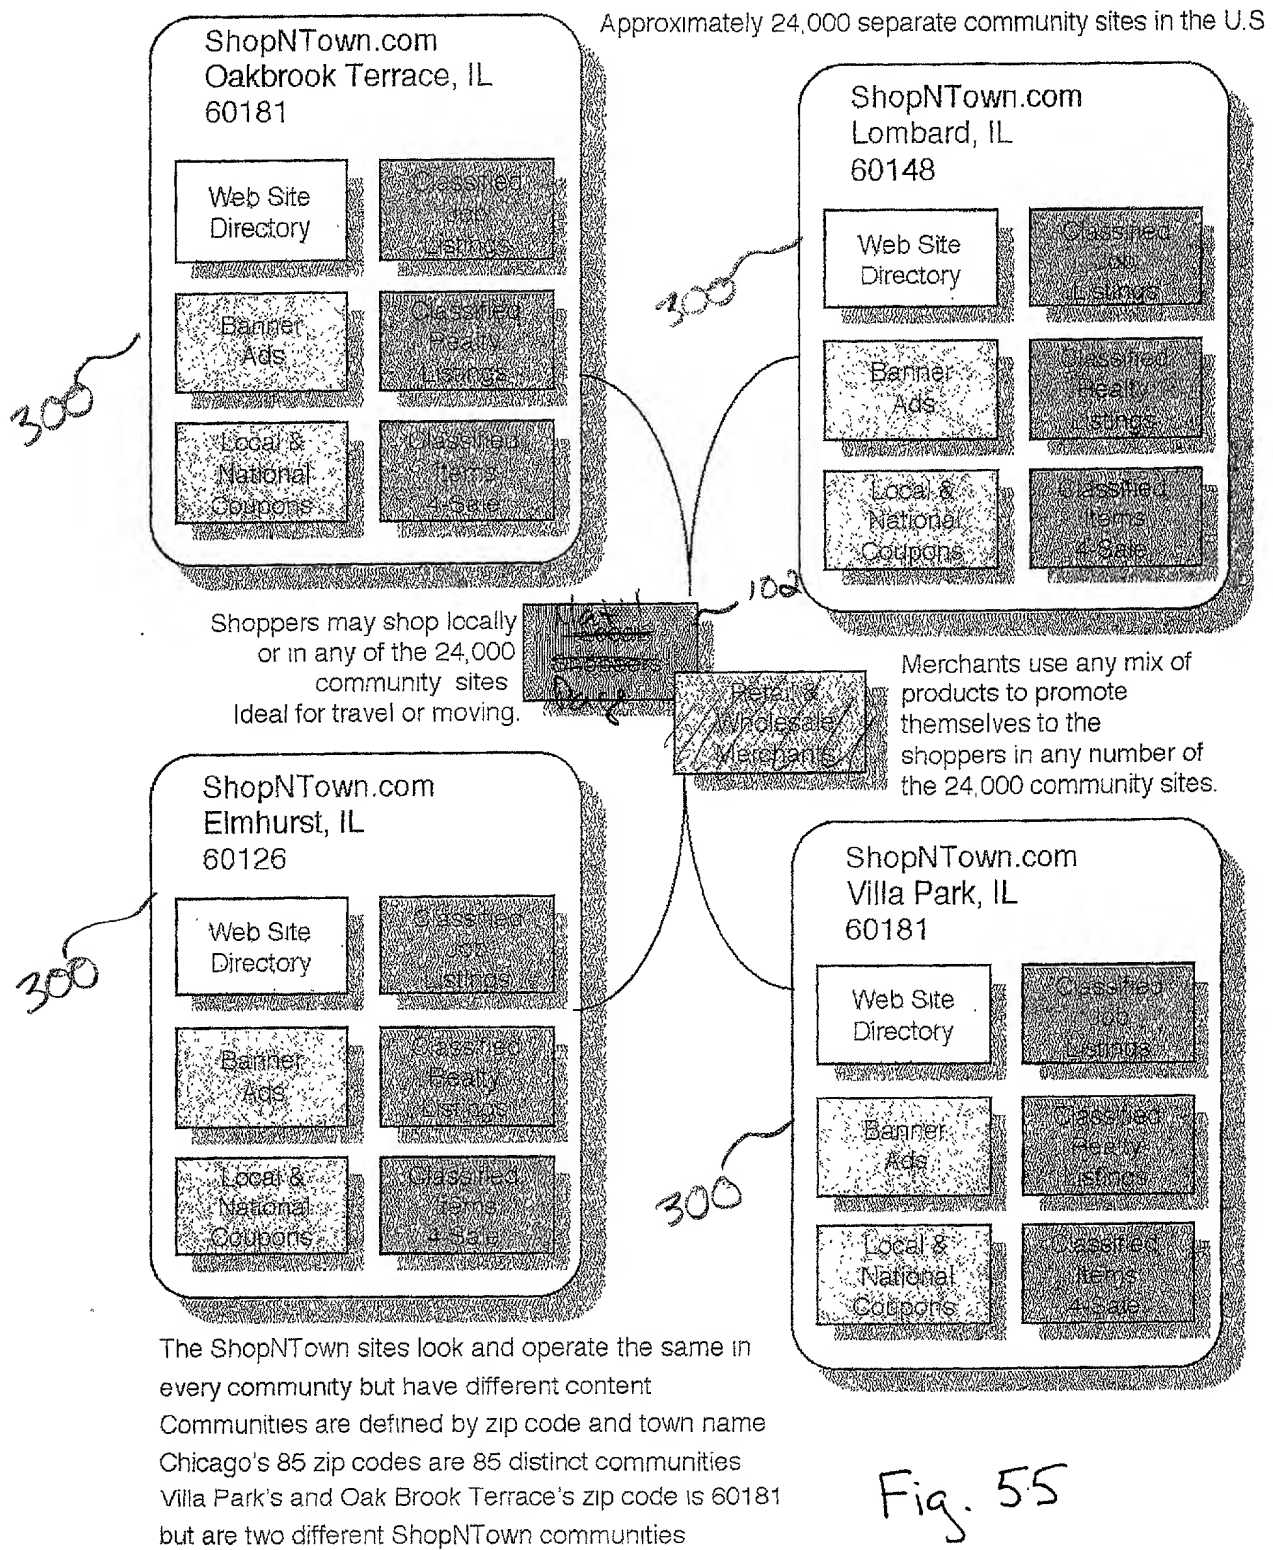 Approximately 24,000 separate community sites in the U.S
ShopNTown.com
Oakbrook Terrace, IL
60181
Web Site
Directory
Classified
Job
Listings
Banner
Ads
Classified
Realty
Listings
Local &
National
Coupons
Classified
Items
4-Sale
300
ShopNTown.com
Lombard, IL
60148
Web Site
Directory
Classified
Job
Listings
Banner
Ads
Classified
Realty
Listings
Local &
National
Coupons
Classified
Items
4-Sale
300
Shoppers may shop locally
or in any of the 24,000
community sites
Ideal for travel or moving.
102
Retail &
Wholesale
Merchants
Merchants use any mix of
products to promote
themselves to the
shoppers in any number of
the 24,000 community sites.
ShopNTown.com
Elmhurst, IL
60126
Web Site
Directory
Classified
Job
Listings
Banner
Ads
Classified
Realty
Listings
Local &
National
Coupons
Classified
Items
4-Sale
300
ShopNTown.com
Villa Park, IL
60181
Web Site
Directory
Classified
Job
Listings
Banner
Ads
Classified
Realty
Listings
Local &
National
Coupons
Classified
Items
4-Sale
300
The ShopNTown sites look and operate the same in
every community but have different content
Communities are defined by zip code and town name
Chicago's 85 zip codes are 85 distinct communities
Villa Park's and Oak Brook Terrace's zip code is 60181
but are two different ShopNTown communities
Fig. 55